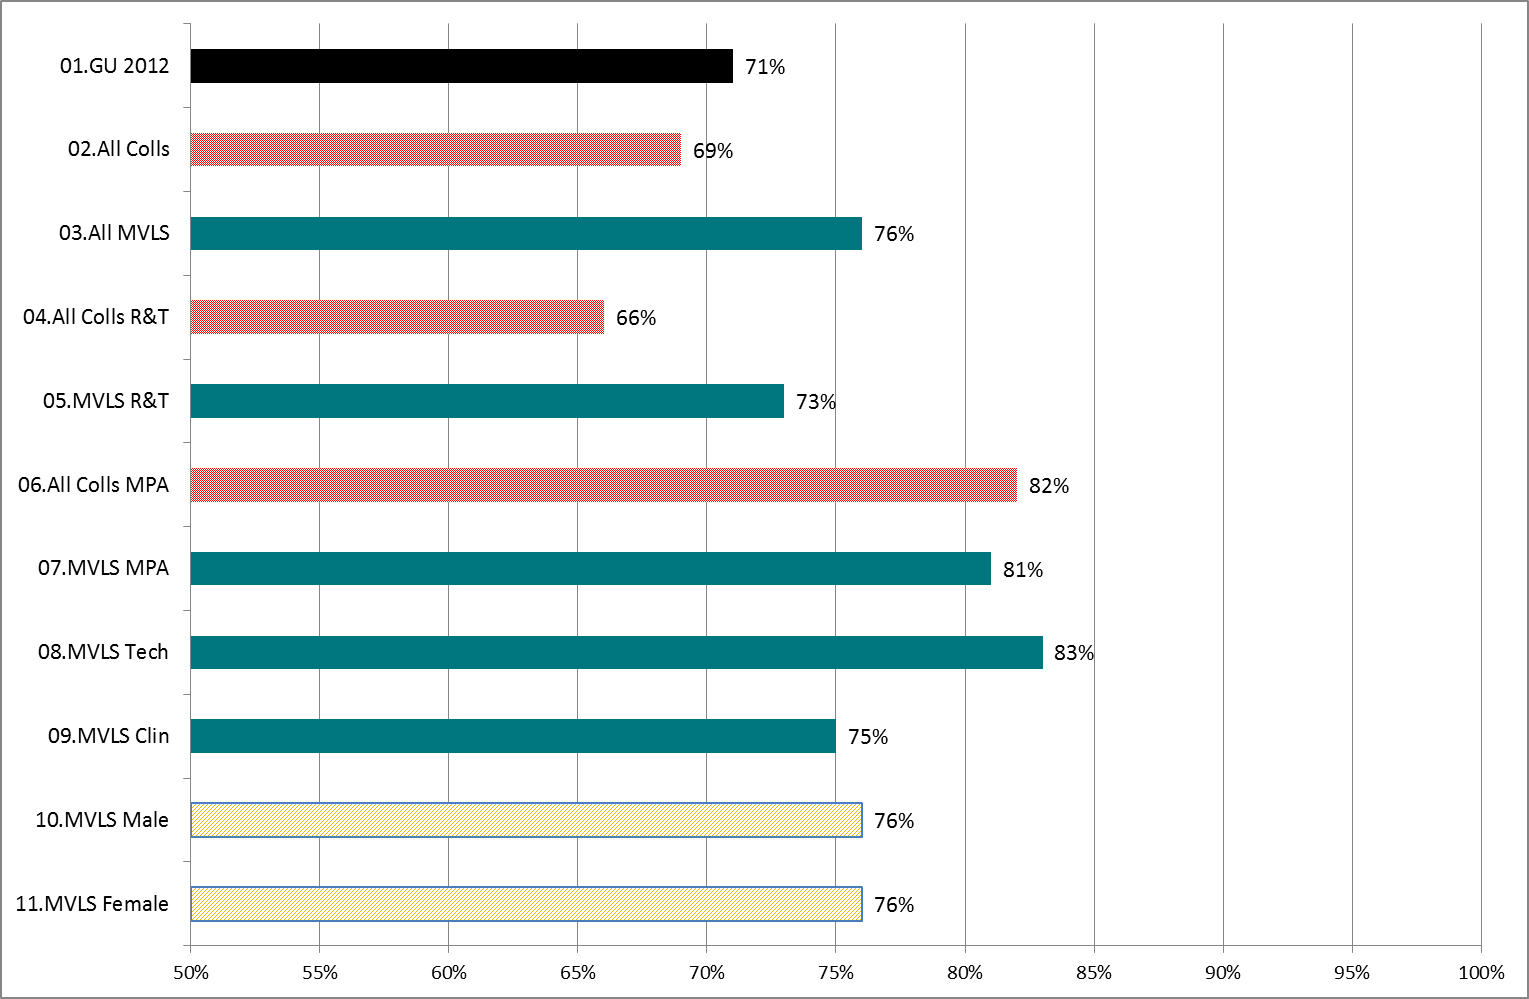 01.GU 2012
71%
02.All Colls
69%
03.All MVLS
76%
04.All Colls R&T
66%
05.MVLS R&T
73%
06.All Colls MPA
82%
07.MVLS MPA
81%
08.MVLS Tech
83%
09.MVLS Clin
75%
10.MVLS Male
76%
11.MVLS Female
76%
50% 55% 60% 65% 70% 75% 80% 85% 90% 95% 100%